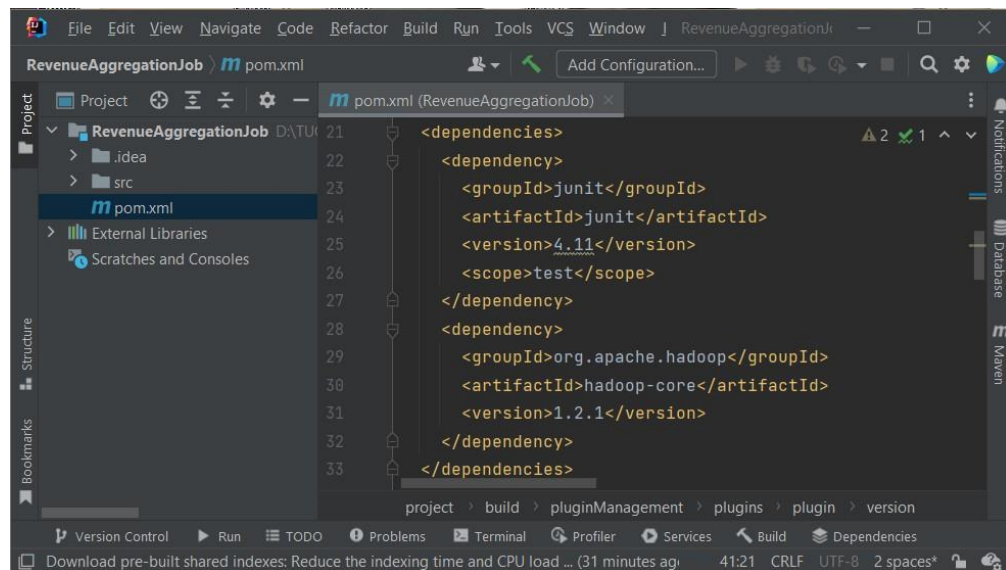 File Edit View Navigate Code Refactor Build Run Tools VCS Window RevenueAggregationJo
RevenueAggregationJob m pom.xml Add Configuration...
Project pom.xml (RevenueAggregationJob)
Project
RevenueAggregationJob D:\TU
.idea
src
m pom.xml
External Libraries
Scratches and Consoles
Structure
Bookmarks
2 1
21 <dependencies>
22 <dependency>
23 <groupId>junit</groupId>
24 <artifactId>junit</artifactId>
25 <version>4.11</version>
26 <scope>test</scope>
27 </dependency>
28 <dependency>
29 <groupId>org.apache.hadoop</groupId>
30 <artifactId>hadoop-core</artifactId>
31 <version>1.2.1</version>
32 </dependency>
33 </dependencies>
Notifications
Database
m Maven
project > build > pluginManagement > plugins > plugin > version
Version Control Run TODO Problems Terminal Profiler Services Build Dependencies
Download pre-built shared indexes: Reduce the indexing time and CPU load ... (31 minutes ag 41:21 CRLF UTF-8 2 spaces*